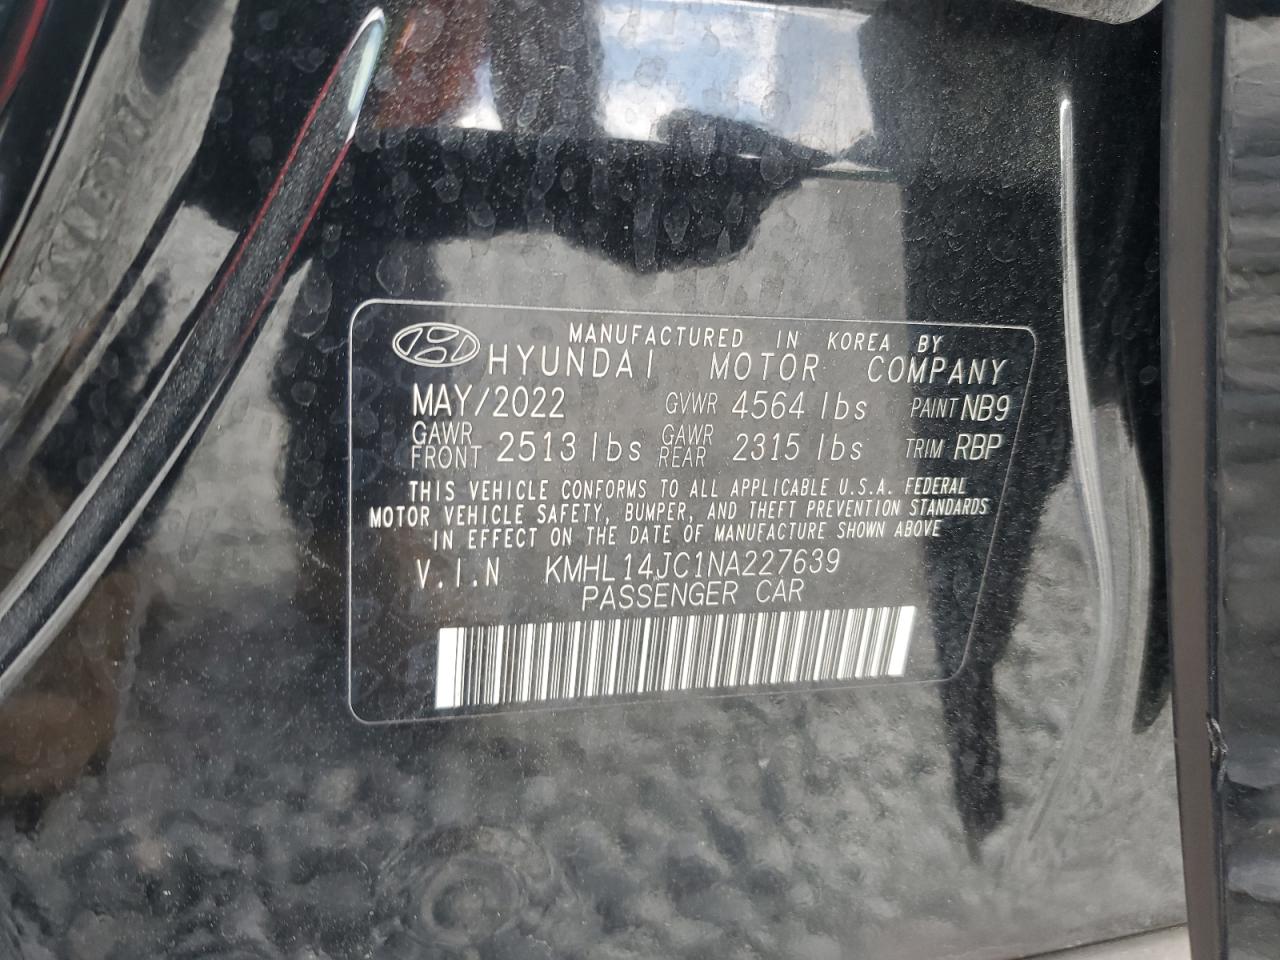 MANUFACTURED IN KOREA BY
HYUNDAI MOTOR COMPANY
MAY/2022 GVWR 4564 lbs PAINT NB9
GAWR FRONT 2513 lbs GAWR REAR 2315 lbs TRIM RBP
THIS VEHICLE CONFORMS TO ALL APPLICABLE U.S.A. FEDERAL
MOTOR VEHICLE SAFETY, BUMPER, AND THEFT PREVENTION STANDARDS
IN EFFECT ON THE DATE OF MANUFACTURE SHOWN ABOVE
V.I.N KMHL14JC1NA227639
PASSENGER CAR